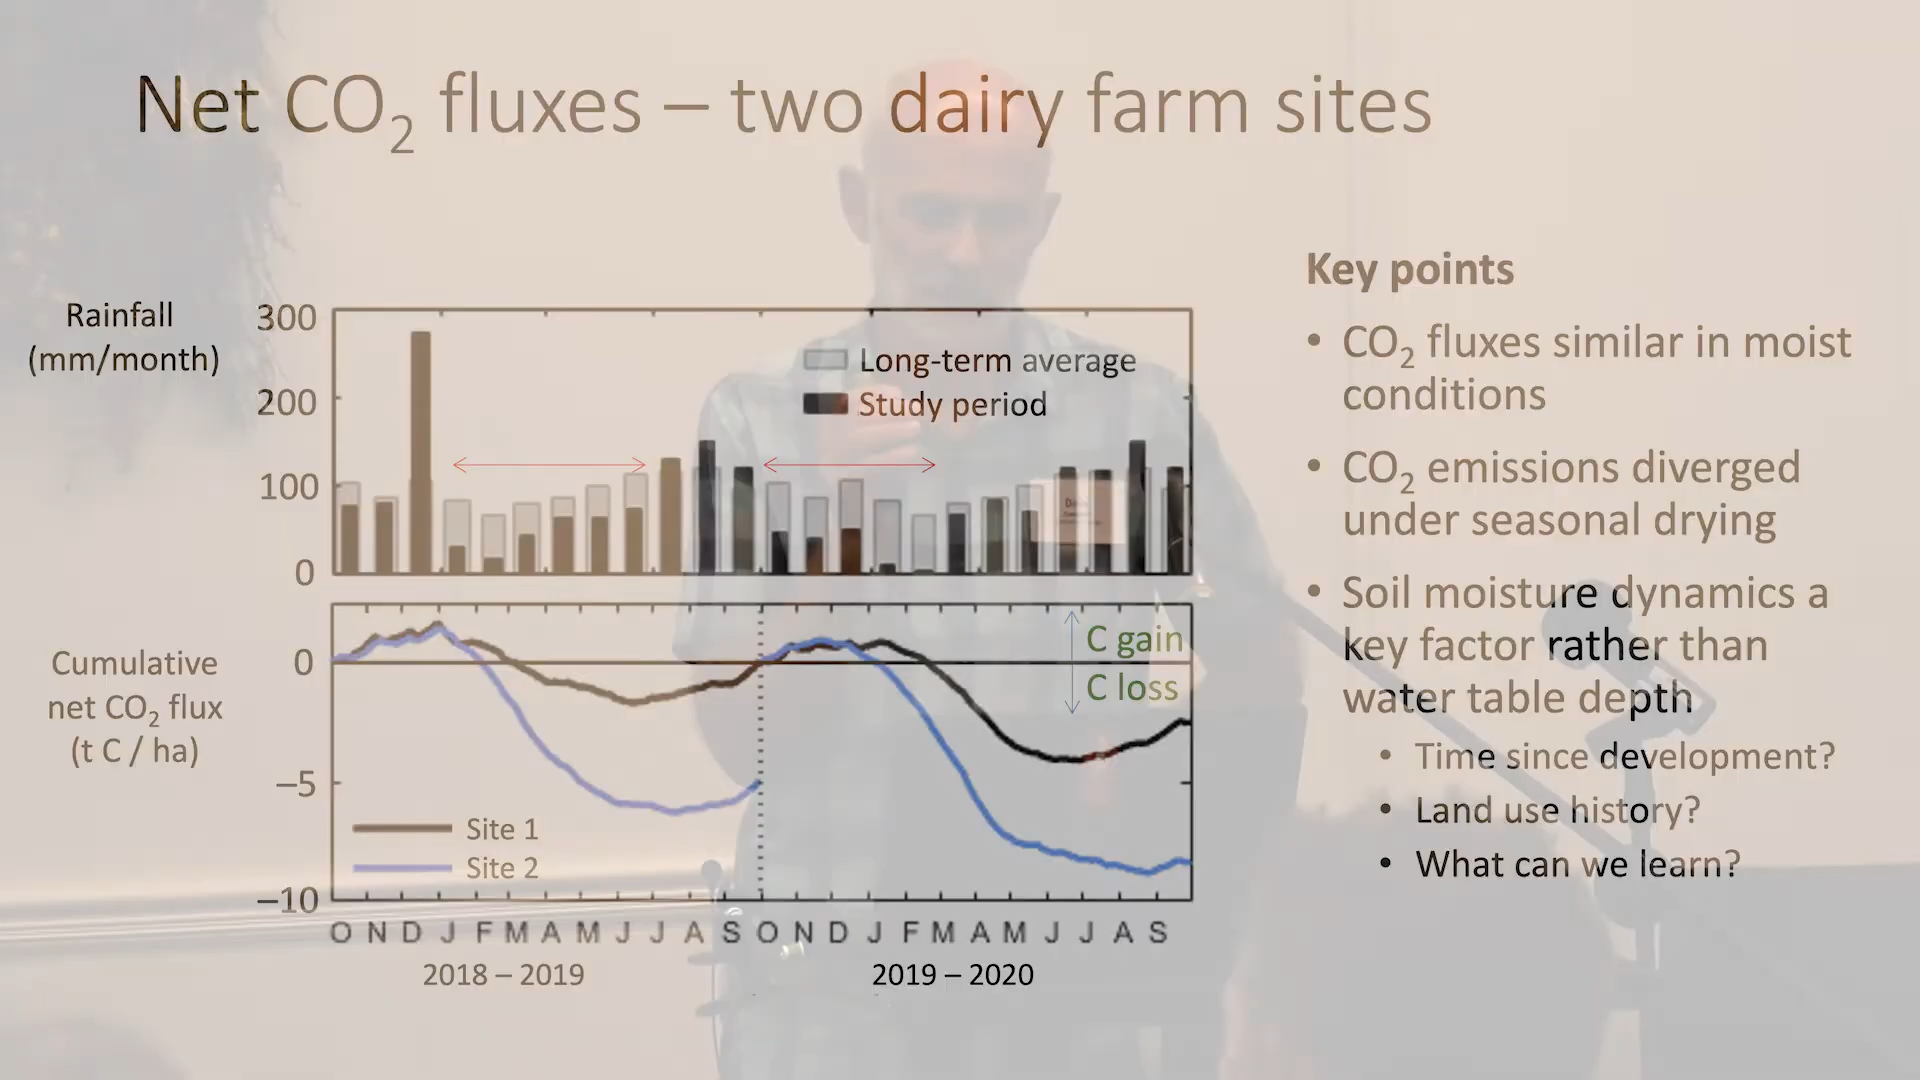 Net CO₂ fluxes – two dairy farm sites
Rainfall
(mm/month)
300
200
100
0
Long-term average
Study period
Cumulative
net CO₂ flux
(t C / ha)
0
–5
–10
C gain
C loss
Site 1
Site 2
O N D J F M A M J J A S O N D J F M A M J J A S
2018 – 2019
2019 – 2020
Key points
• CO₂ fluxes similar in moist
conditions
• CO₂ emissions diverged
under seasonal drying
• Soil moisture dynamics a
key factor rather than
water table depth
• Time since development?
• Land use history?
• What can we learn?